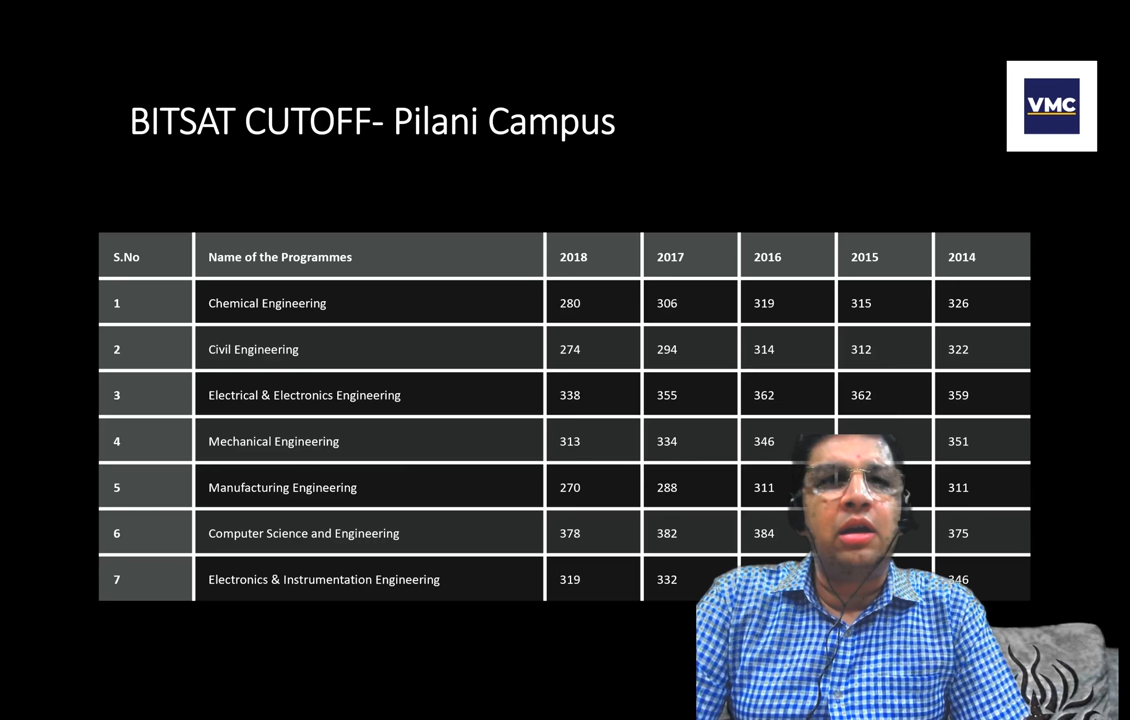 BITSAT CUTOFF- Pilani Campus
VMC
S.No Name of the Programmes 2018 2017 2016 2015 2014
1 Chemical Engineering 280 306 319 315 326
2 Civil Engineering 274 294 314 312 322
3 Electrical & Electronics Engineering 338 355 362 362 359
4 Mechanical Engineering 313 334 346 351
5 Manufacturing Engineering 270 288 311 311
6 Computer Science and Engineering 378 382 384 375
7 Electronics & Instrumentation Engineering 319 332 346